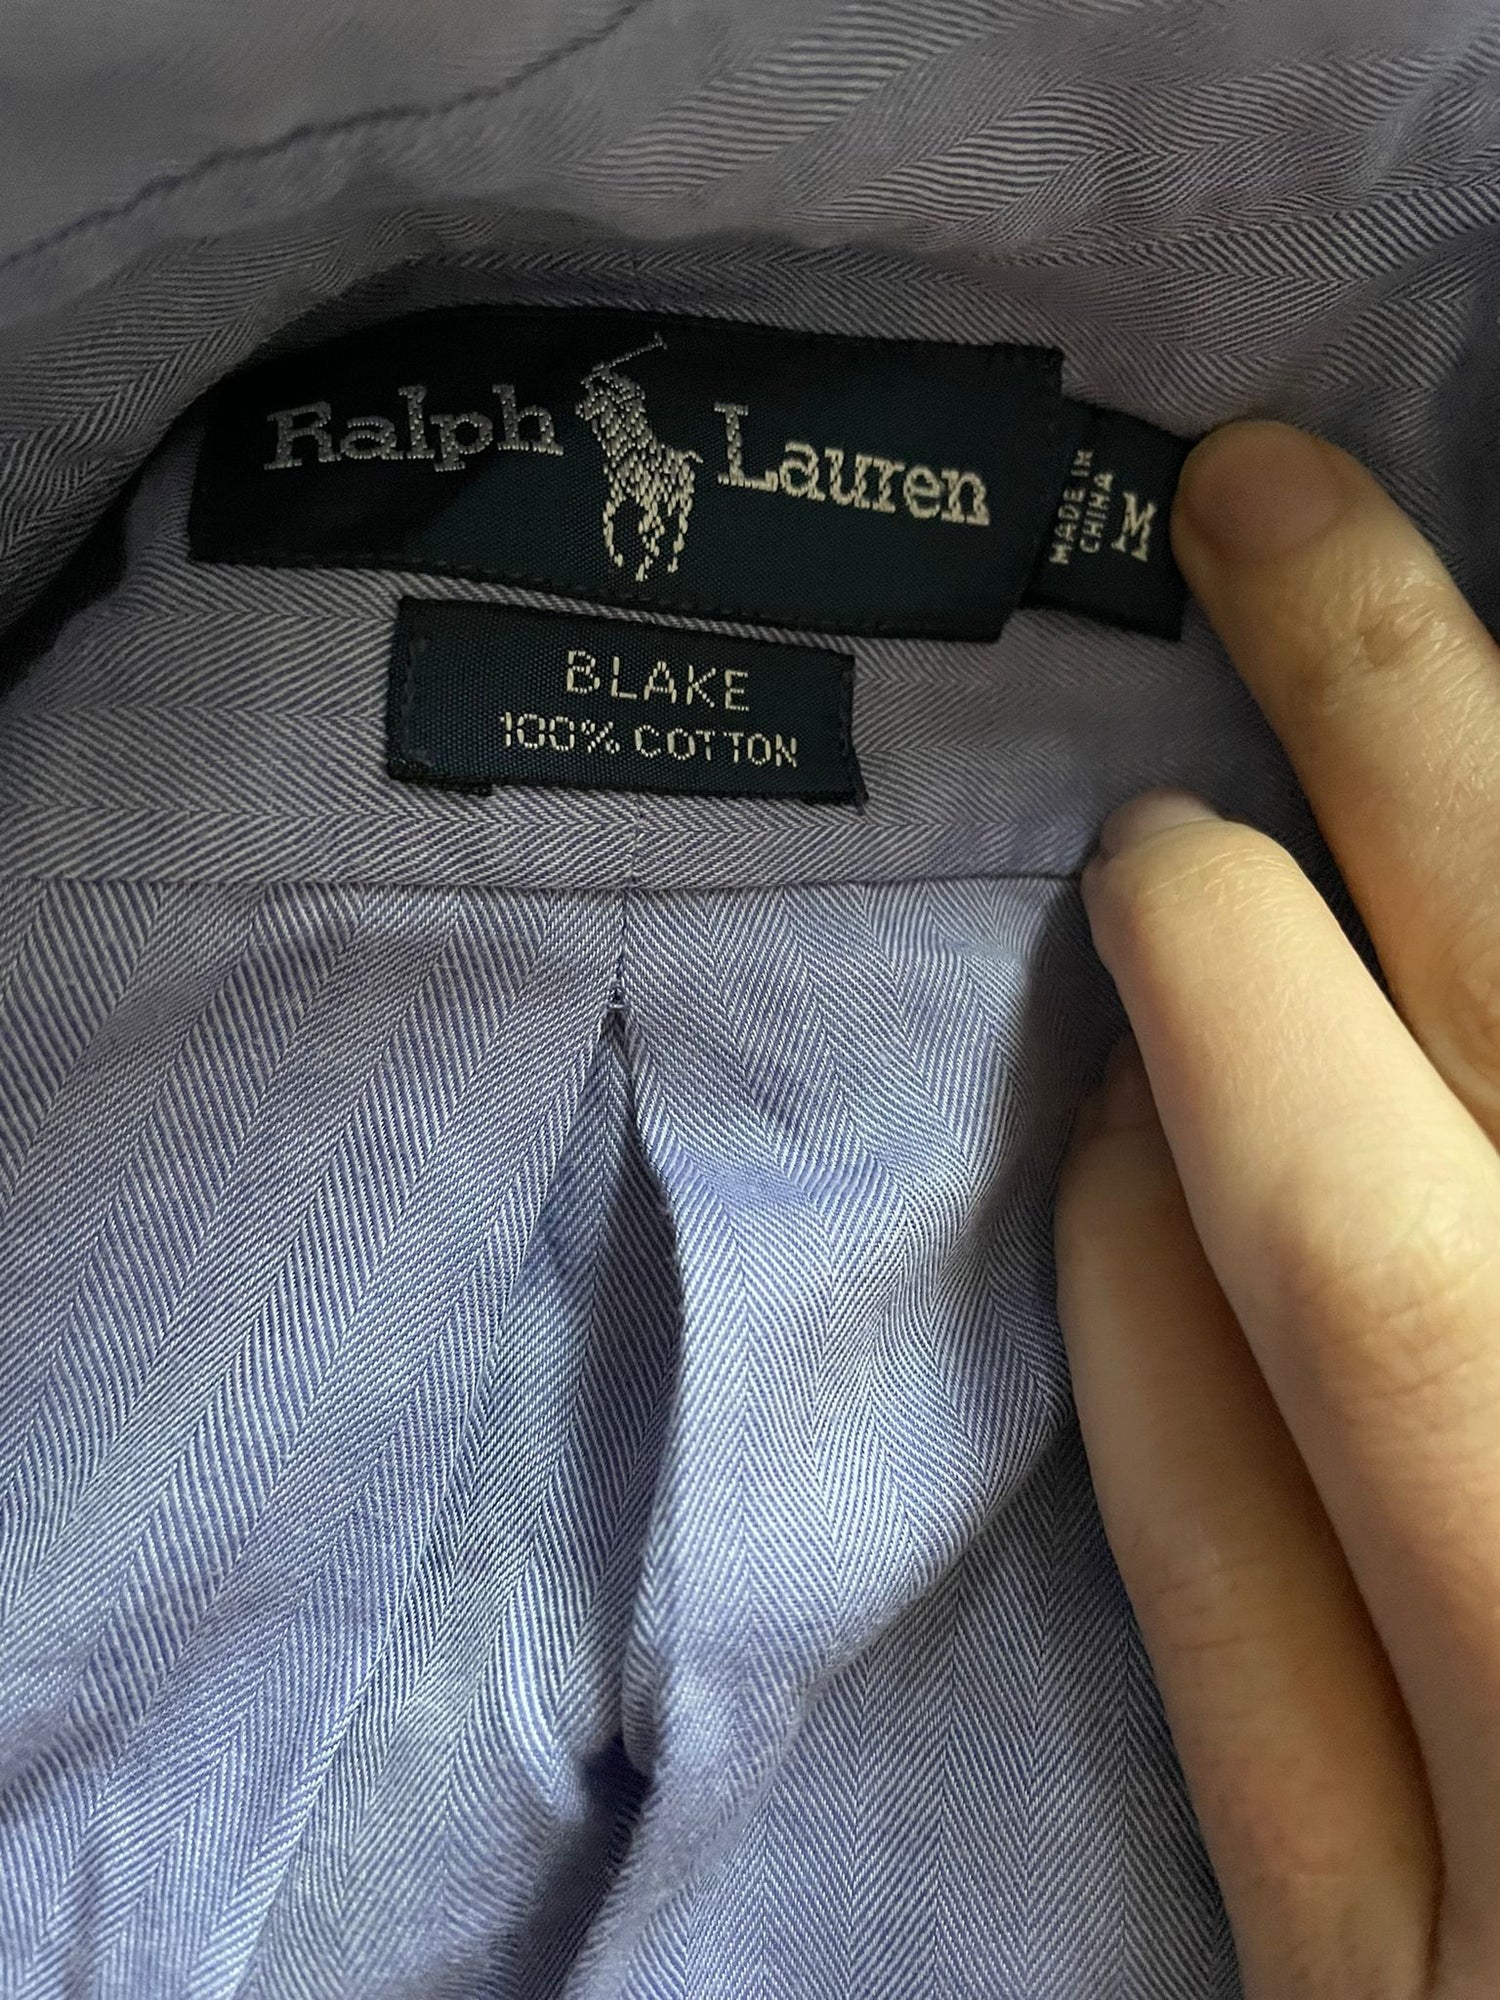 Ralph Lauren
MADE IN
CHINA
M
BLAKE
100% COTTON